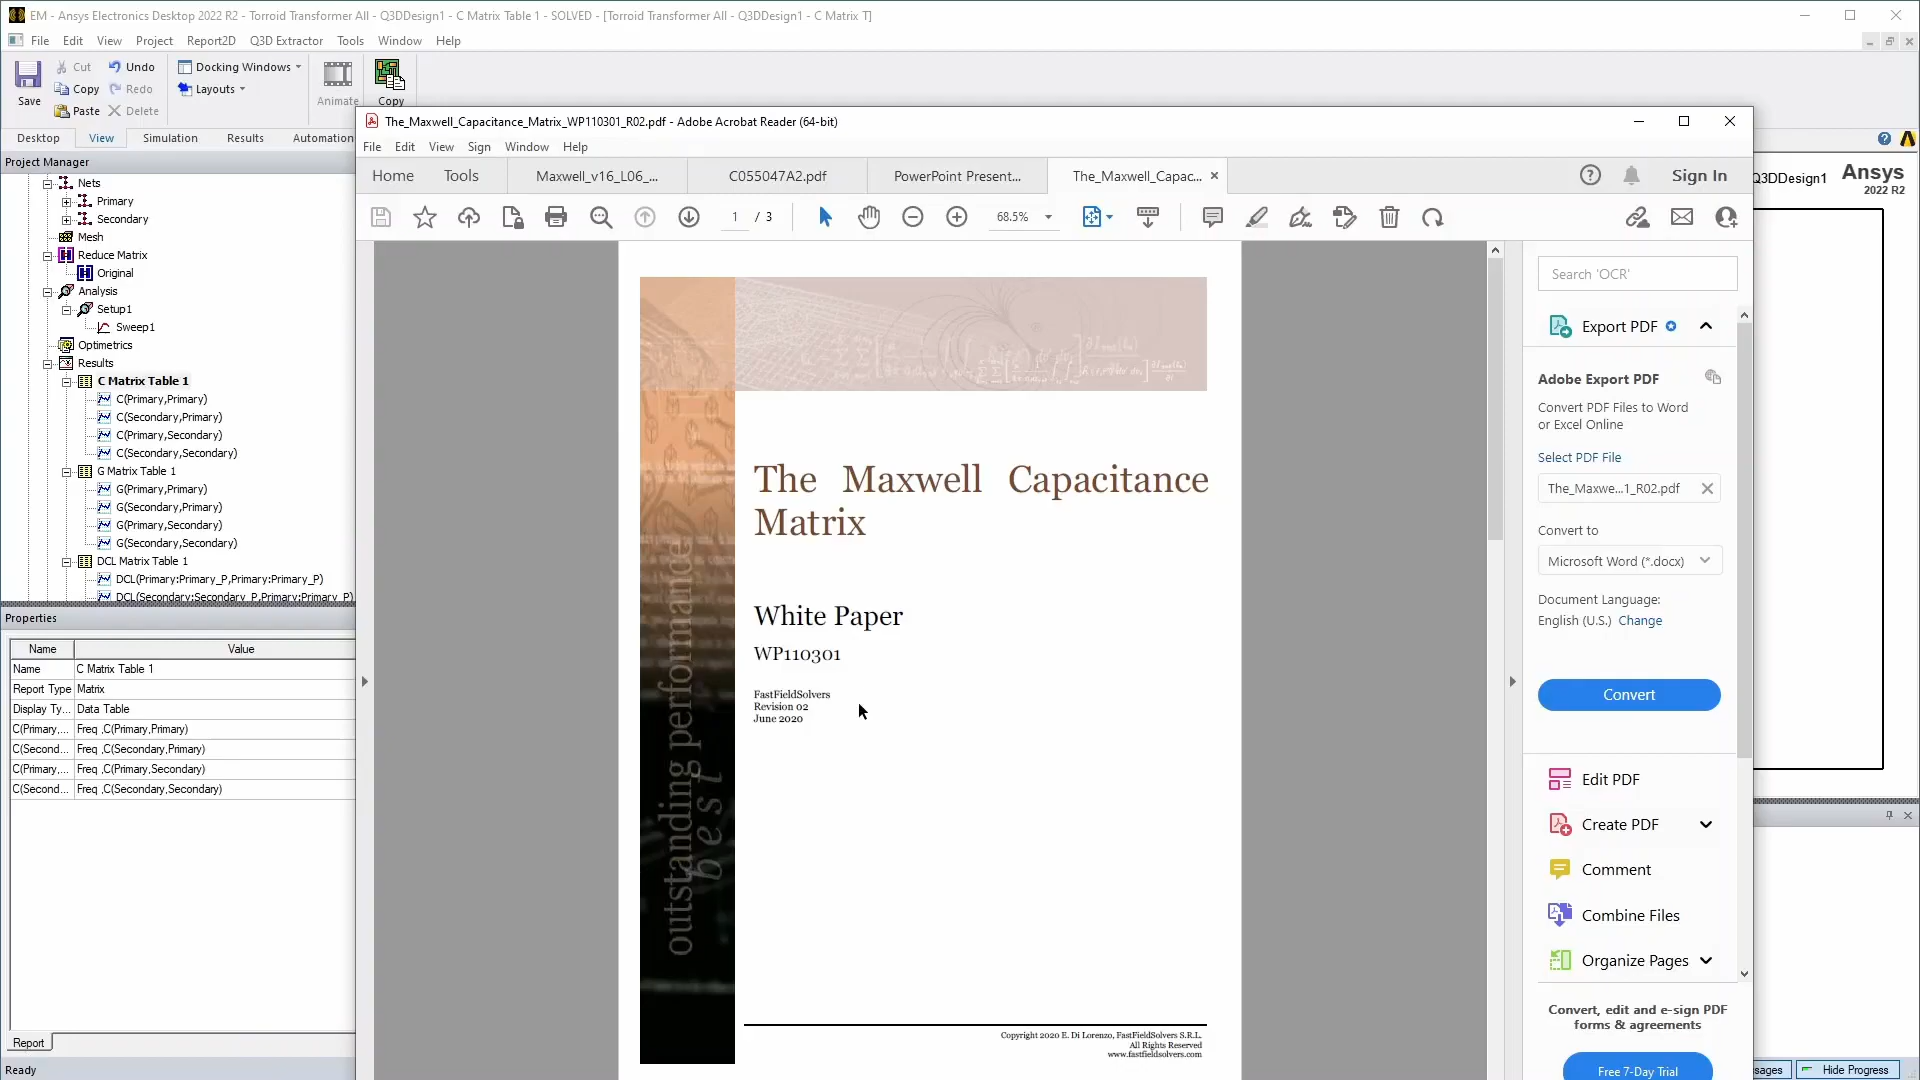 EM - Ansys Electronics Desktop 2022 R2 - Torroid Transformer All - Q3DDesign1 - C Matrix Table 1 - SOLVED - [Torroid Transformer All - Q3DDesign1 - C Matrix T]
File Edit View Project Report2D Q3D Extractor Tools Window Help
Save
Cut
Copy
Paste
Undo
Redo
Delete
Docking Windows
Layouts
Animate
Copy
Desktop View Simulation Results Automation
Project Manager
Nets
Primary
Secondary
Mesh
Reduce Matrix
Original
Analysis
Setup1
Sweep1
Optimetrics
Results
C Matrix Table 1
C(Primary,Primary)
C(Secondary,Primary)
C(Primary,Secondary)
C(Secondary,Secondary)
G Matrix Table 1
G(Primary,Primary)
G(Secondary,Primary)
G(Primary,Secondary)
G(Secondary,Secondary)
DCL Matrix Table 1
DCL(Primary:Primary_P,Primary:Primary_P)
DCL(Secondary:Secondary_P,Primary:Primary_P)
Properties
Name Value
Name C Matrix Table 1
Report Type Matrix
Display Ty... Data Table
C(Primary,... Freq ,C(Primary,Primary)
C(Second... Freq ,C(Secondary,Primary)
C(Primary,... Freq ,C(Primary,Secondary)
C(Second... Freq ,C(Secondary,Secondary)
Report
Ready
The_Maxwell_Capacitance_Matrix_WP110301_R02.pdf - Adobe Acrobat Reader (64-bit)
File Edit View Sign Window Help
Home Tools Maxwell_v16_L06_... C055047A2.pdf PowerPoint Present... The_Maxwell_Capac... Sign In
1 / 3 68.5%
outstanding performande
best
The Maxwell Capacitance
Matrix
White Paper
WP110301
FastFieldSolvers
Revision 02
June 2020
Copyright 2020 E. Di Lorenzo, FastFieldSolvers S.R.L.
All Rights Reserved
www.fastfieldsolvers.com
Search 'OCR'
Export PDF
Adobe Export PDF
Convert PDF Files to Word
or Excel Online
Select PDF File
The_Maxwe...1_R02.pdf
Convert to
Microsoft Word (*.docx)
Document Language:
English (U.S.) Change
Convert
Edit PDF
Create PDF
Comment
Combine Files
Organize Pages
Convert, edit and e-sign PDF
forms & agreements
Free 7-Day Trial
Q3DDesign1
Ansys
2022 R2
Hide Progress